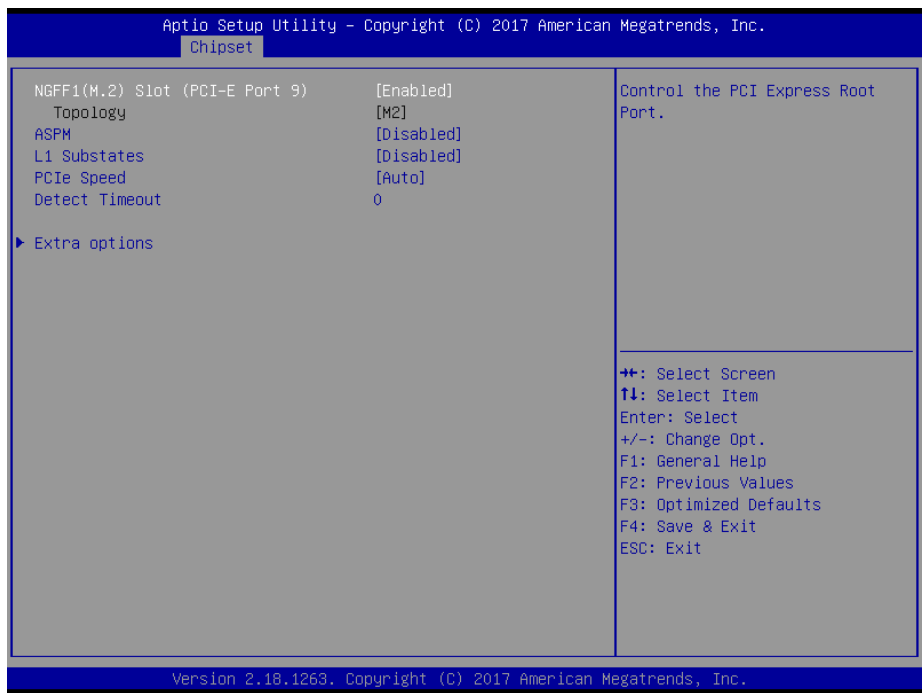 Aptio Setup Utility – Copyright (C) 2017 American Megatrends, Inc.
Chipset
NGFF1(M.2) Slot (PCI-E Port 9) [Enabled]
Topology [M2]
ASPM [Disabled]
L1 Substates [Disabled]
PCIe Speed [Auto]
Detect Timeout 0
▶ Extra options
Control the PCI Express Root
Port.
→←: Select Screen
↑↓: Select Item
Enter: Select
+/-: Change Opt.
F1: General Help
F2: Previous Values
F3: Optimized Defaults
F4: Save & Exit
ESC: Exit
Version 2.18.1263. Copyright (C) 2017 American Megatrends, Inc.